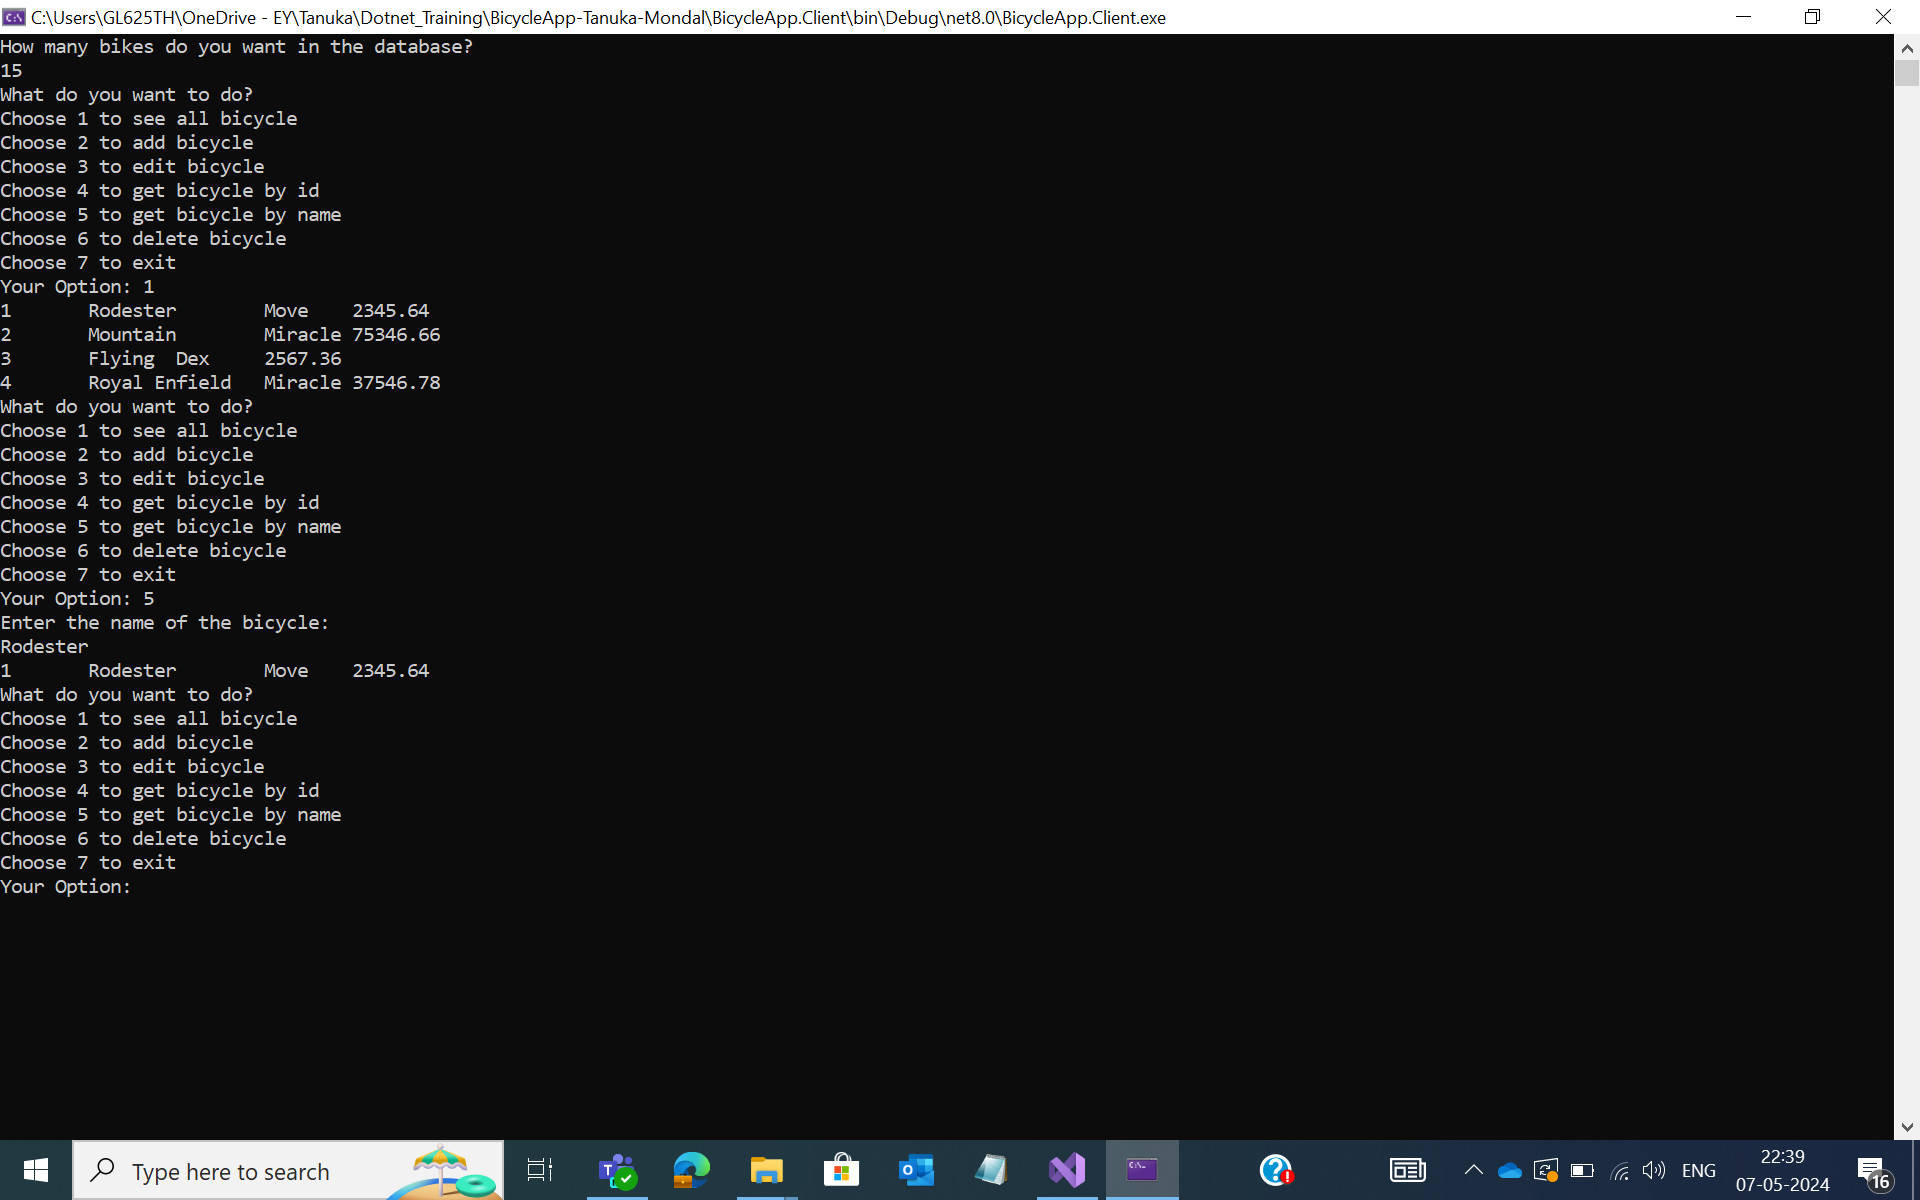 C:\Users\GL625TH\OneDrive - EY\Tanuka\Dotnet_Training\BicycleApp-Tanuka-Mondal\BicycleApp.Client\bin\Debug\net8.0\BicycleApp.Client.exe
How many bikes do you want in the database?
15
What do you want to do?
Choose 1 to see all bicycle
Choose 2 to add bicycle
Choose 3 to edit bicycle
Choose 4 to get bicycle by id
Choose 5 to get bicycle by name
Choose 6 to delete bicycle
Choose 7 to exit
Your Option: 1
1       Rodester        Move    2345.64
2       Mountain        Miracle 75346.66
3       Flying  Dex     2567.36
4       Royal Enfield   Miracle 37546.78
What do you want to do?
Choose 1 to see all bicycle
Choose 2 to add bicycle
Choose 3 to edit bicycle
Choose 4 to get bicycle by id
Choose 5 to get bicycle by name
Choose 6 to delete bicycle
Choose 7 to exit
Your Option: 5
Enter the name of the bicycle:
Rodester
1       Rodester        Move    2345.64
What do you want to do?
Choose 1 to see all bicycle
Choose 2 to add bicycle
Choose 3 to edit bicycle
Choose 4 to get bicycle by id
Choose 5 to get bicycle by name
Choose 6 to delete bicycle
Choose 7 to exit
Your Option:
Type here to search
ENG
22:39
07-05-2024
16